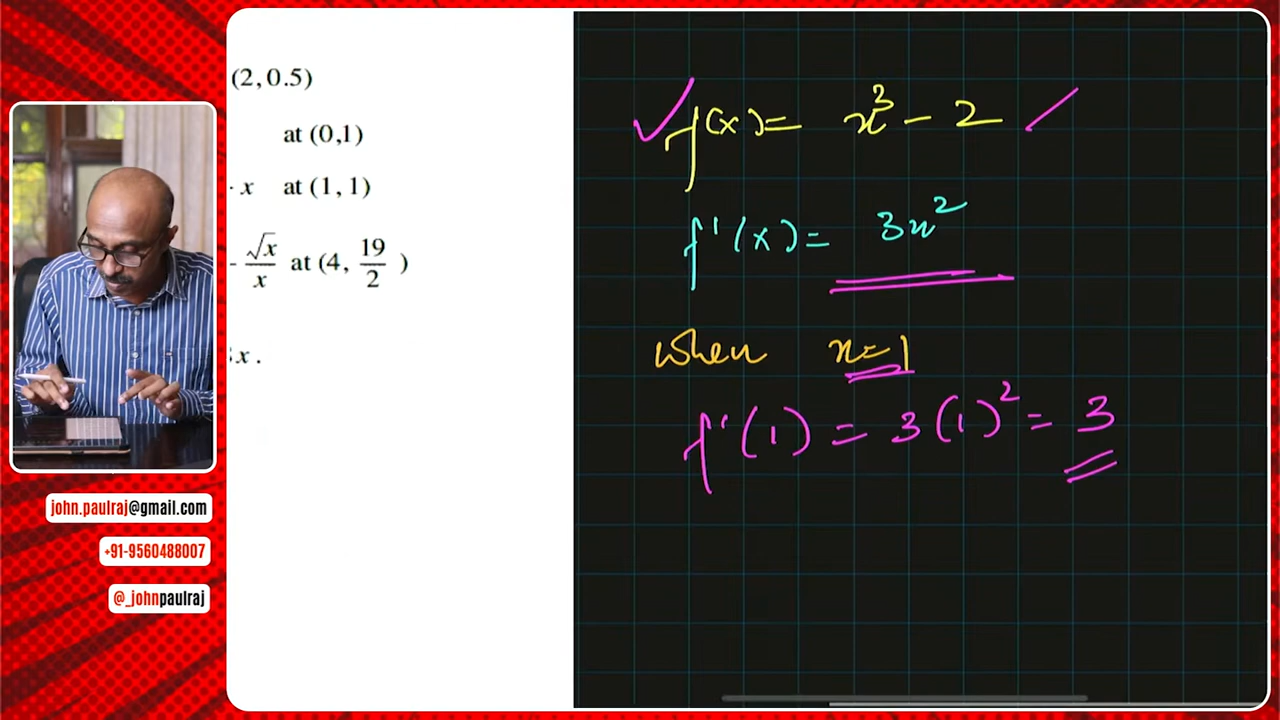 (2, 0.5)
at (0,1)
· x at (1, 1)
- √x/x at (4, 19/2 )
x .
f(x) = x³ - 2
f'(x) = 3x²
when x = 1
f'(1) = 3(1)² = 3
john.paulraj@gmail.com
+91-9560488007
@_johnpaulraj